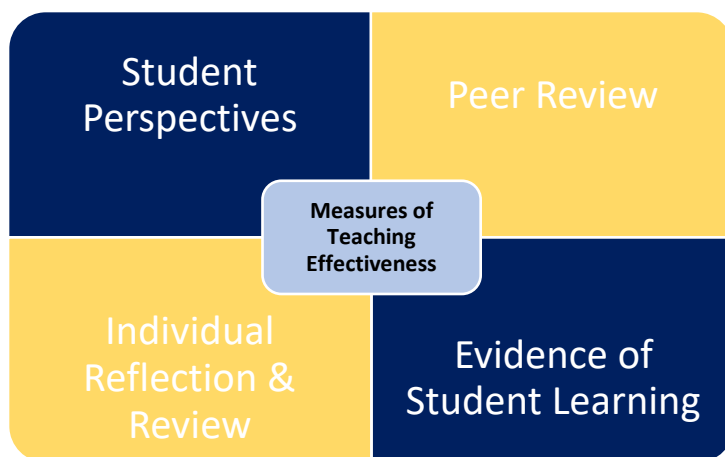 Student
Perspectives
Peer Review
Measures of
Teaching
Effectiveness
Individual
Reflection &
Review
Evidence of
Student Learning